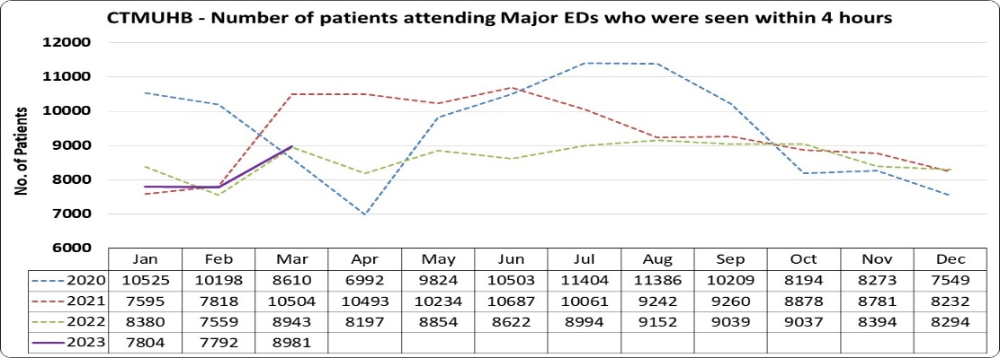 CTMUHB - Number of patients attending Major EDs who were seen within 4 hours
No. of Patients
12000
11000
10000
9000
8000
7000
6000
Jan Feb Mar Apr May Jun Jul Aug Sep Oct Nov Dec
2020 10525 10198 8610 6992 9824 10503 11404 11386 10209 8194 8273 7549
2021 7595 7818 10504 10493 10234 10687 10061 9242 9260 8878 8781 8232
2022 8380 7559 8943 8197 8854 8622 8994 9152 9039 9037 8394 8294
2023 7804 7792 8981